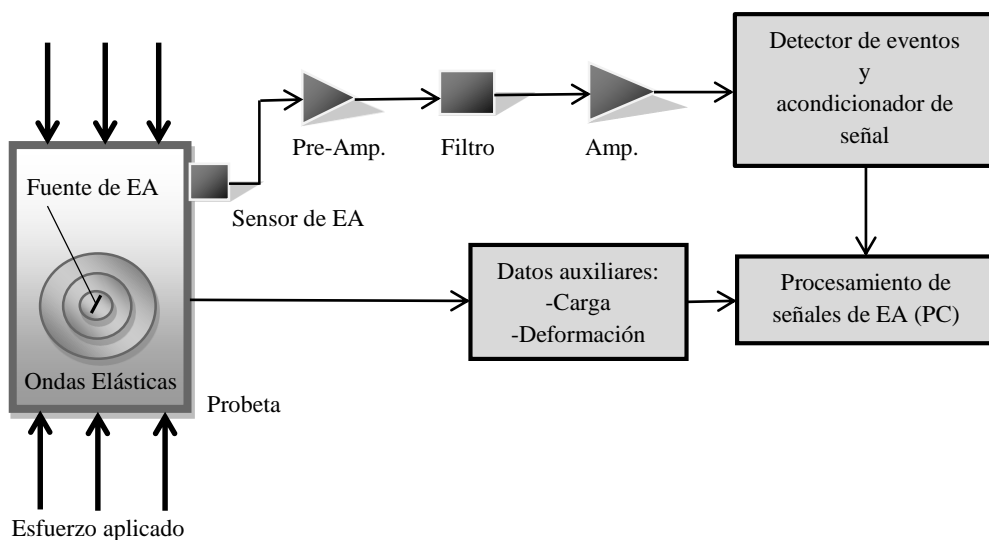 Detector de eventos
y
acondicionador de
señal
Pre-Amp.
Filtro
Amp.
Fuente de EA
Sensor de EA
Datos auxiliares:
-Carga
-Deformación
Procesamiento de
señales de EA (PC)
Ondas Elásticas
Probeta
Esfuerzo aplicado